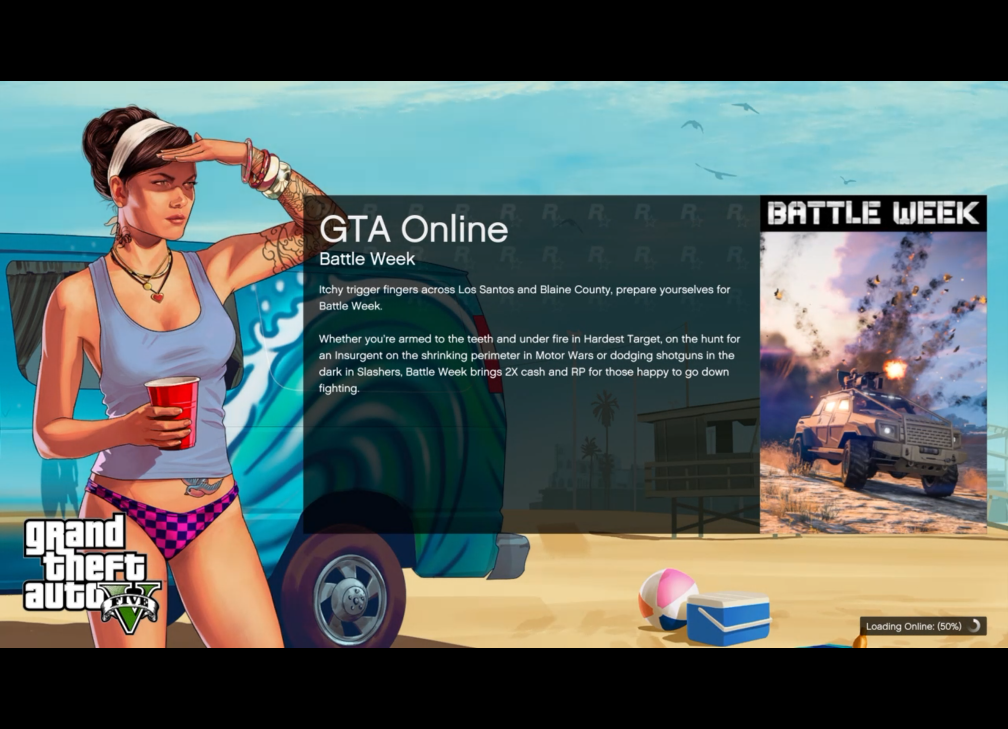 GTA Online
Battle Week
Itchy trigger fingers across Los Santos and Blaine County, prepare yourselves for
Battle Week.
Whether you're armed to the teeth and under fire in Hardest Target, on the hunt for
an Insurgent on the shrinking perimeter in Motor Wars or dodging shotguns in the
dark in Slashers, Battle Week brings 2X cash and RP for those happy to go down
fighting.
BATTLE WEEK
grand
theft
auto
V
FIVE
Loading Online: (50%)